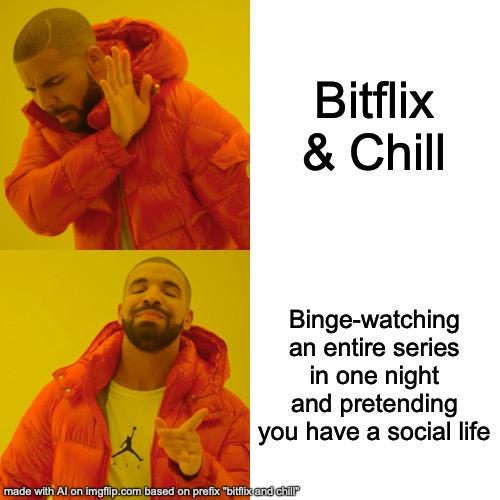 Bitflix
& Chill
Binge-watching
an entire series
in one night
and pretending
you have a social life
made with AI on imgflip.com based on prefix "bitflix and chill"